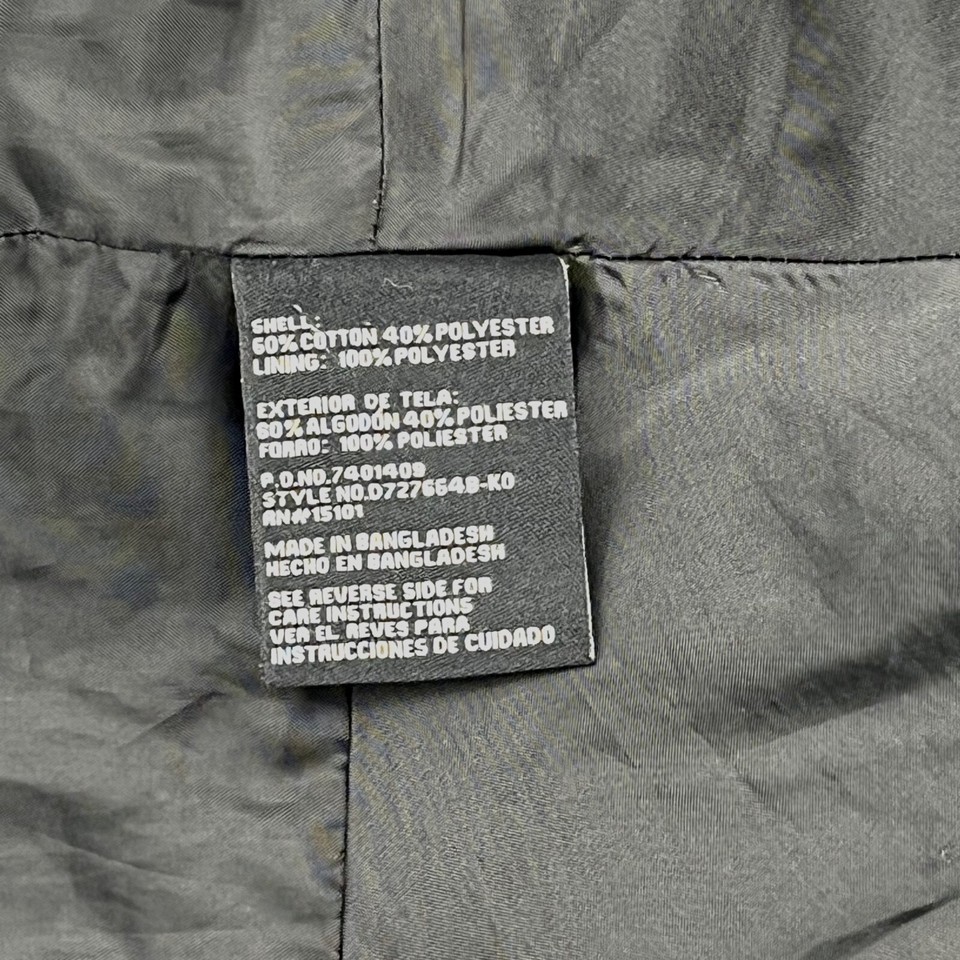 SHELL:
60% COTTON 40% POLYESTER
LINING: 100% POLYESTER
EXTERIOR DE TELA:
60% ALGODÓN 40% POLIESTER
FORRO: 100% POLIESTER
P.O.NO.7401409
STYLE NO.D7276649-KO
AN#15101
MADE IN BANGLADESH
HECHO EN BANGLADESH
SEE REVERSE SIDE FOR
CARE INSTRUCTIONS
VER EL REVES PARA
INSTRUCCIONES DE CUIDADO